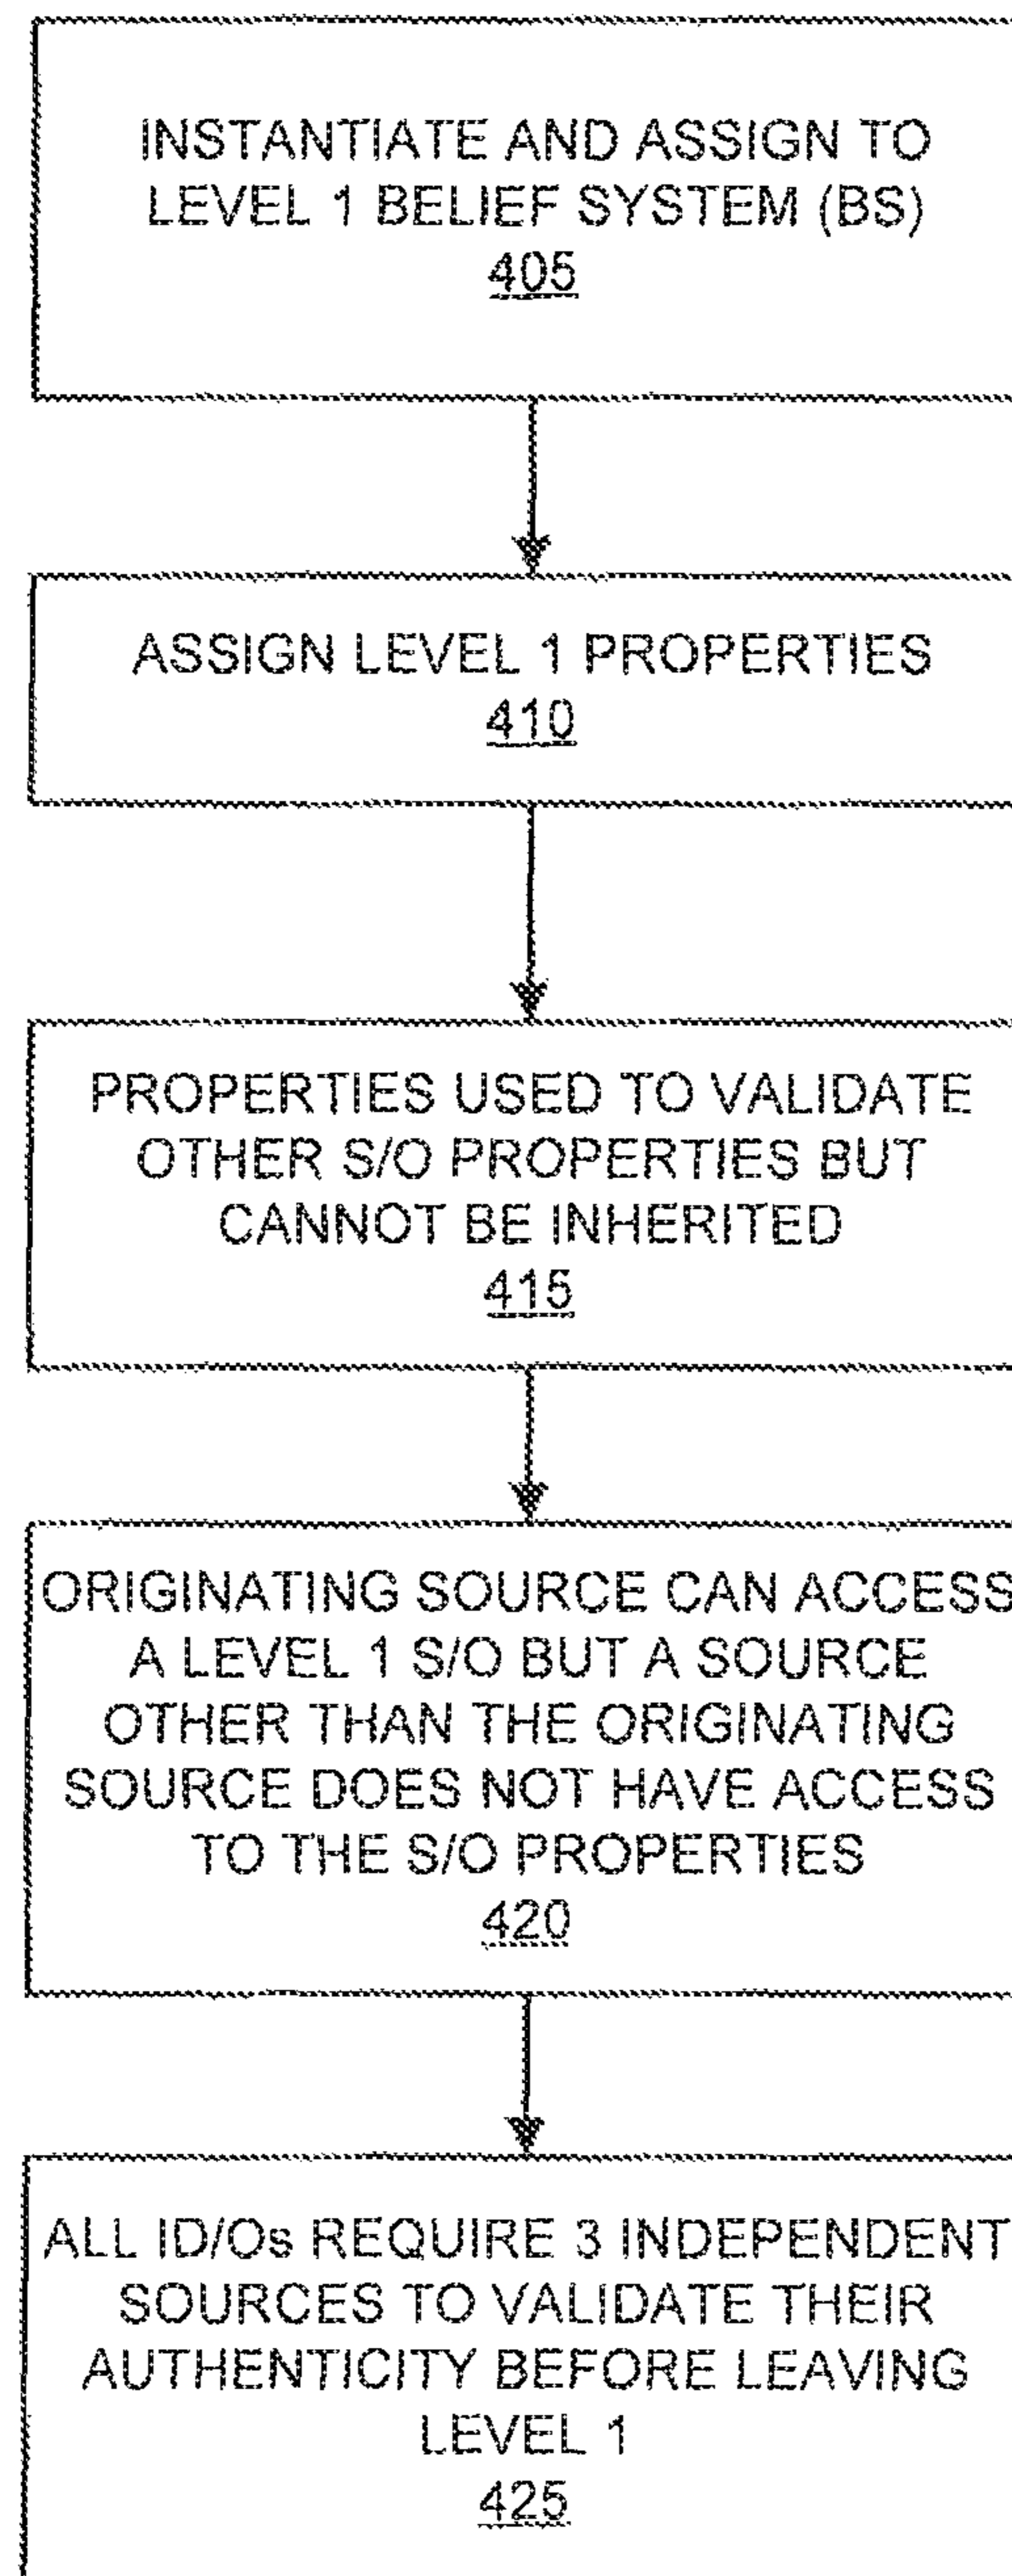 INSTANTIATE AND ASSIGN TO
LEVEL 1 BELIEF SYSTEM (BS)
405
ASSIGN LEVEL 1 PROPERTIES
410
PROPERTIES USED TO VALIDATE
OTHER S/O PROPERTIES BUT
CANNOT BE INHERITED
415
ORIGINATING SOURCE CAN ACCESS
A LEVEL 1 S/O BUT A SOURCE
OTHER THAN THE ORIGINATING
SOURCE DOES NOT HAVE ACCESS
TO THE S/O PROPERTIES
420
ALL ID/Os REQUIRE 3 INDEPENDENT
SOURCES TO VALIDATE THEIR
AUTHENTICITY BEFORE LEAVING
LEVEL 1
425